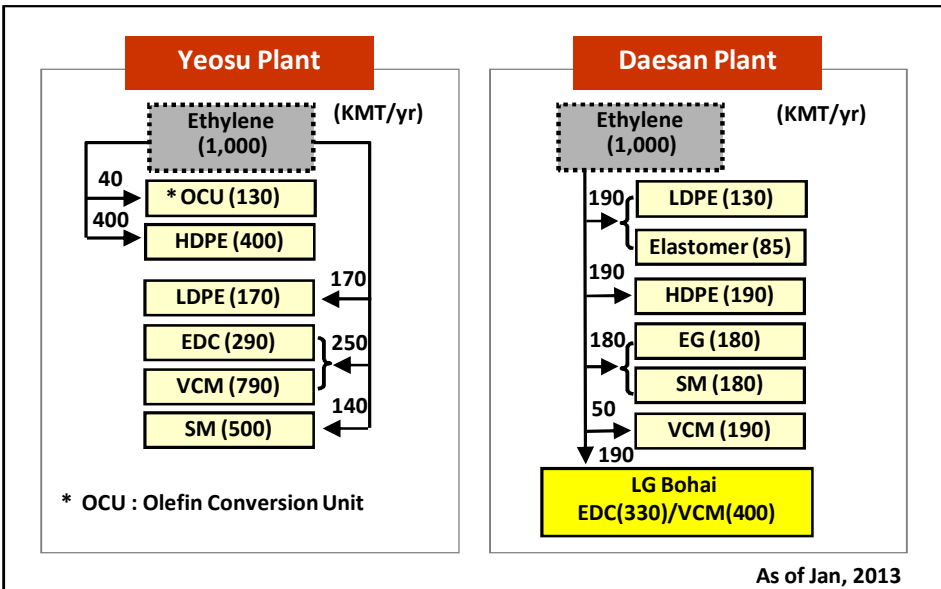 Yeosu Plant
(KMT/yr)
Ethylene
(1,000)
40
* OCU (130)
400
HDPE (400)
170
LDPE (170)
EDC (290)
250
VCM (790)
140
SM (500)
* OCU : Olefin Conversion Unit
Daesan Plant
(KMT/yr)
Ethylene
(1,000)
190
LDPE (130)
Elastomer (85)
190
HDPE (190)
180
EG (180)
SM (180)
50
VCM (190)
190
LG Bohai
EDC(330)/VCM(400)
As of Jan, 2013